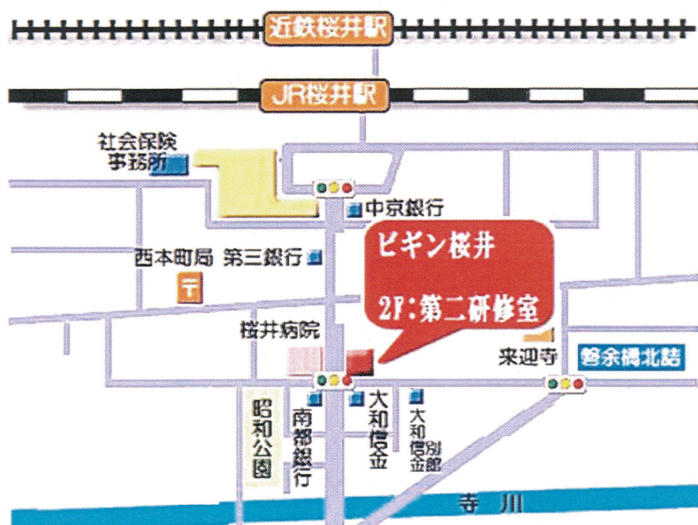 近鉄桜井駅
JR桜井駅
社会保険
事務所
中京銀行
ビギン桜井
2F:第二研修室
西本町局
第三銀行
〒
桜井病院
来迎寺
磐余橋北詰
昭和公園
南都銀行
大和信金
大和信金別館
寺川